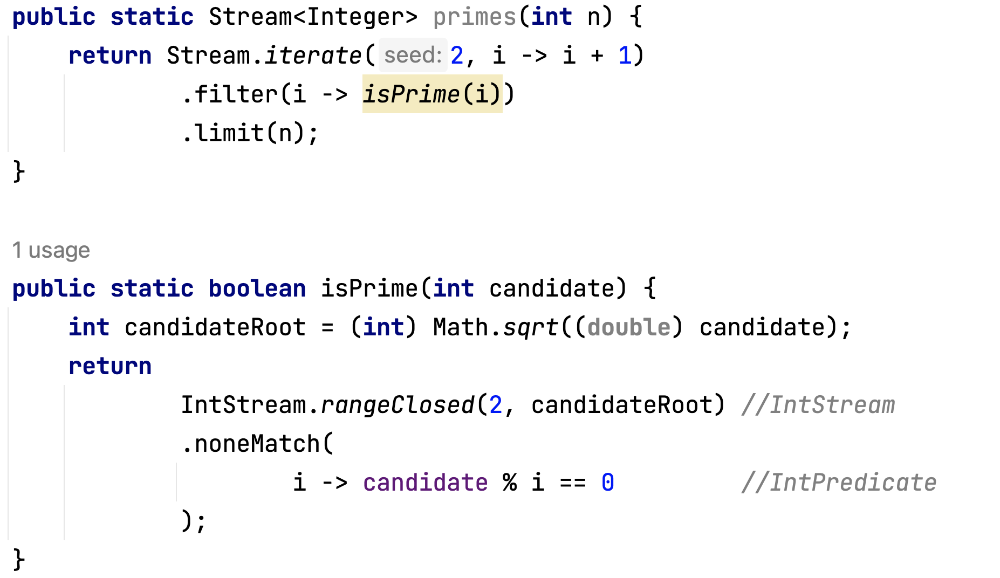 public static Stream<Integer> primes(int n) {
return Stream.iterate( seed: 2, i -> i + 1)
.filter(i -> isPrime(i))
.limit(n);
}
1 usage
public static boolean isPrime(int candidate) {
int candidateRoot = (int) Math.sqrt((double) candidate);
return
IntStream.rangeClosed(2, candidateRoot) //IntStream
.noneMatch(
i -> candidate % i == 0 //IntPredicate
);
}